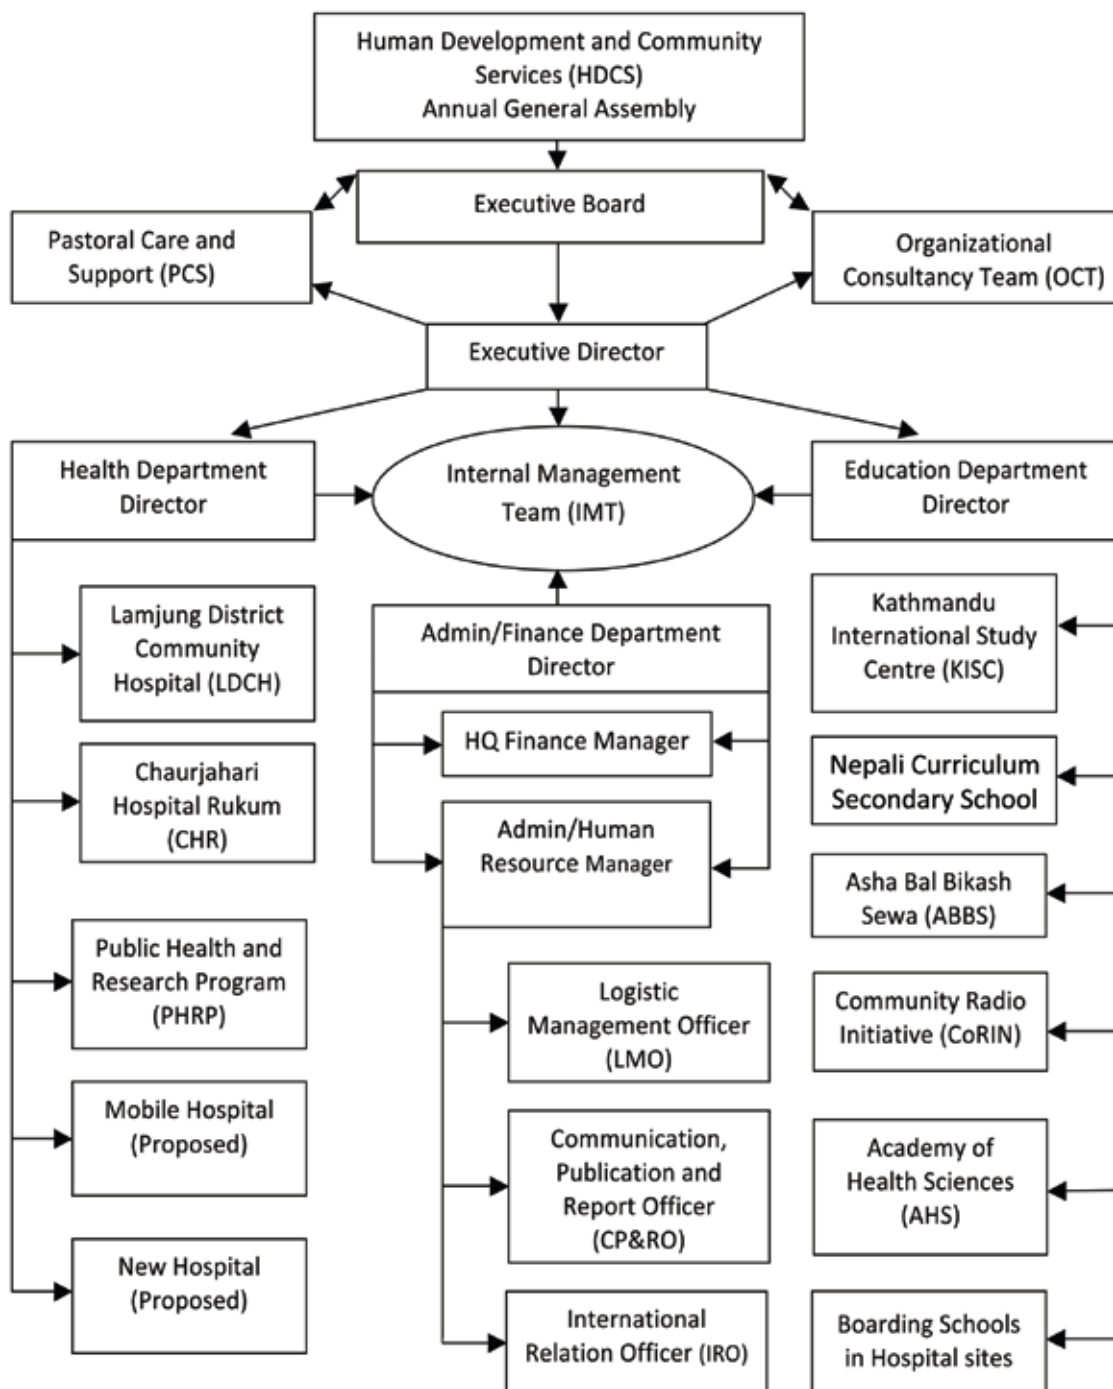 Human Development and Community
Services (HDCS)
Annual General Assembly
Executive Board
Pastoral Care and
Support (PCS)
Organizational
Consultancy Team (OCT)
Executive Director
Health Department
Director
Internal Management
Team (IMT)
Education Department
Director
Lamjung District
Community
Hospital (LDCH)
Chaurjahari
Hospital Rukum
(CHR)
Public Health and
Research Program
(PHRP)
Mobile Hospital
(Proposed)
New Hospital
(Proposed)
Admin/Finance Department
Director
HQ Finance Manager
Admin/Human
Resource Manager
Logistic
Management Officer
(LMO)
Communication,
Publication and
Report Officer
(CP&RO)
International
Relation Officer (IRO)
Kathmandu
International Study
Centre (KISC)
Nepali Curriculum
Secondary School
Asha Bal Bikash
Sewa (ABBS)
Community Radio
Initiative (CoRIN)
Academy of
Health Sciences
(AHS)
Boarding Schools
in Hospital sites